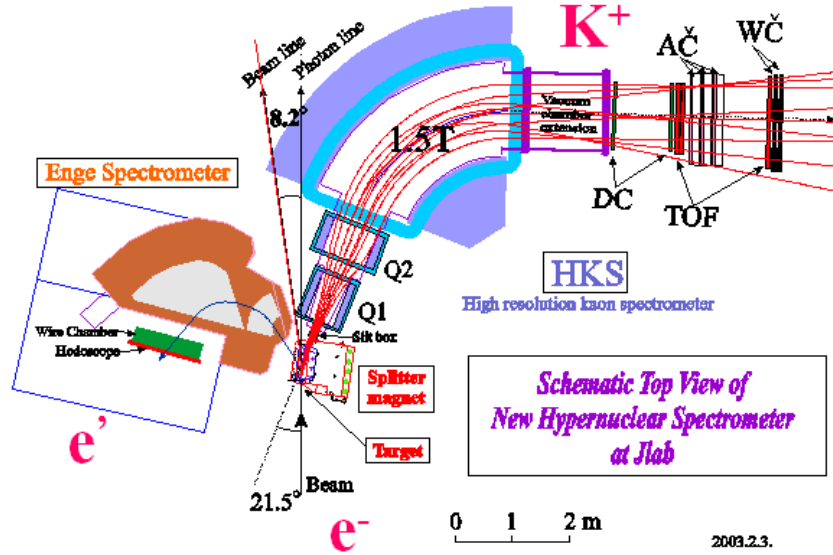 K+
AČ
WČ
Beam line
Photon line
8.2°
1.5T
Vacuum
chamber
extension
Enge Spectrometer
DC
TOF
Q2
HKS
High resolution kaon spectrometer
Q1
Wire Chamber
Hodoscope
Slit box
Splitter
magnet
Schematic Top View of
New Hypernuclear Spectrometer
at Jlab
e’
Target
21.5°
Beam
e-
0 1 2 m
2003.2.3.